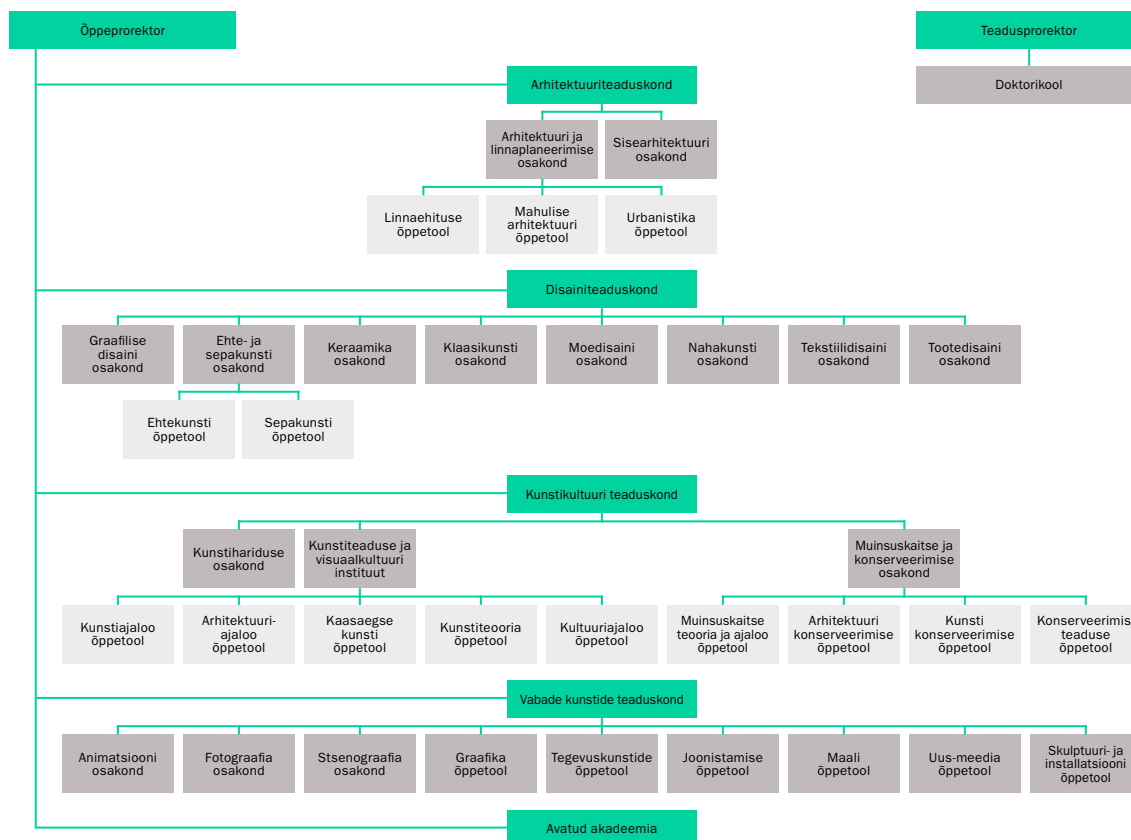 Õppeprorektor
Teadusprorektor
Doktorikool
Arhitektuuriteaduskond
Arhitektuuri ja
linnaplaneerimise
osakond
Sisearhitektuuri
osakond
Linnaehituse
õppetool
Mahulise
arhitektuuri
õppetool
Urbanistika
õppetool
Disainiteaduskond
Graafilise
disaini
osakond
Ehte- ja
sepakunsti
osakond
Keraamika
osakond
Klaasikunsti
osakond
Moedisaini
osakond
Nahakunsti
osakond
Tekstiilidisaini
osakond
Tootedisaini
osakond
Ehtekunsti
õppetool
Sepakunsti
õppetool
Kunstikultuuri teaduskond
Kunstihariduse
osakond
Kunstiteaduse ja
visuaalkultuuri
instituut
Muinsuskaitse ja
konserveerimise
osakond
Kunstiajaloo
õppetool
Arhitektuuri-
ajaloo
õppetool
Kaasaegse
kunsti
õppetool
Kunstiteooria
õppetool
Kultuuriajaloo
õppetool
Muinsuskaitse
teooria ja ajaloo
õppetool
Arhitektuuri
konserveerimise
õppetool
Kunsti
konserveerimise
õppetool
Konserveerimis
teaduse
õppetool
Vabade kunstide teaduskond
Animatsiooni
osakond
Fotograafia
osakond
Stsenograafia
osakond
Graafika
õppetool
Tegevuskunstide
õppetool
Joonistamise
õppetool
Maali
õppetool
Uus-meedia
õppetool
Skulptuuri- ja
installatsiooni
õppetool
Avatud akadeemia